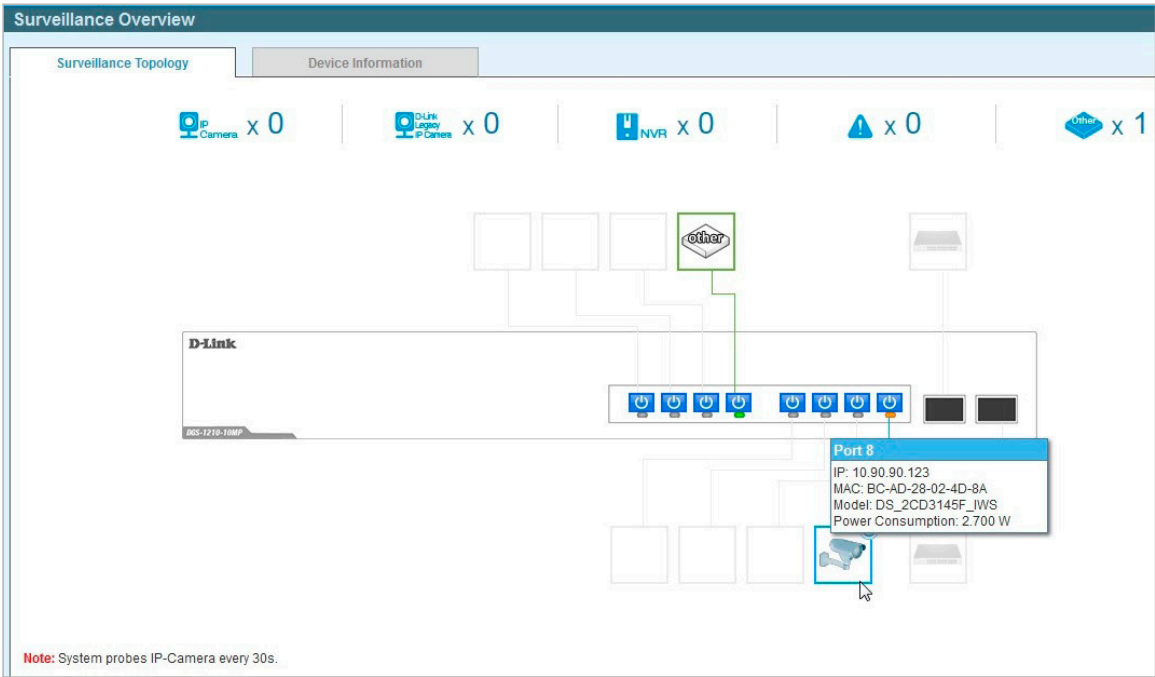 Surveillance Overview
Surveillance Topology
Device Information
IP Camera x 0
D-Link Legacy IP Camera x 0
NVR x 0
x 0
Other x 1
other
D-Link
DGS-1210-10MP
Port 8
IP: 10.90.90.123
MAC: BC-AD-28-02-4D-8A
Model: DS_2CD3145F_IWS
Power Consumption: 2.700 W
Note: System probes IP-Camera every 30s.